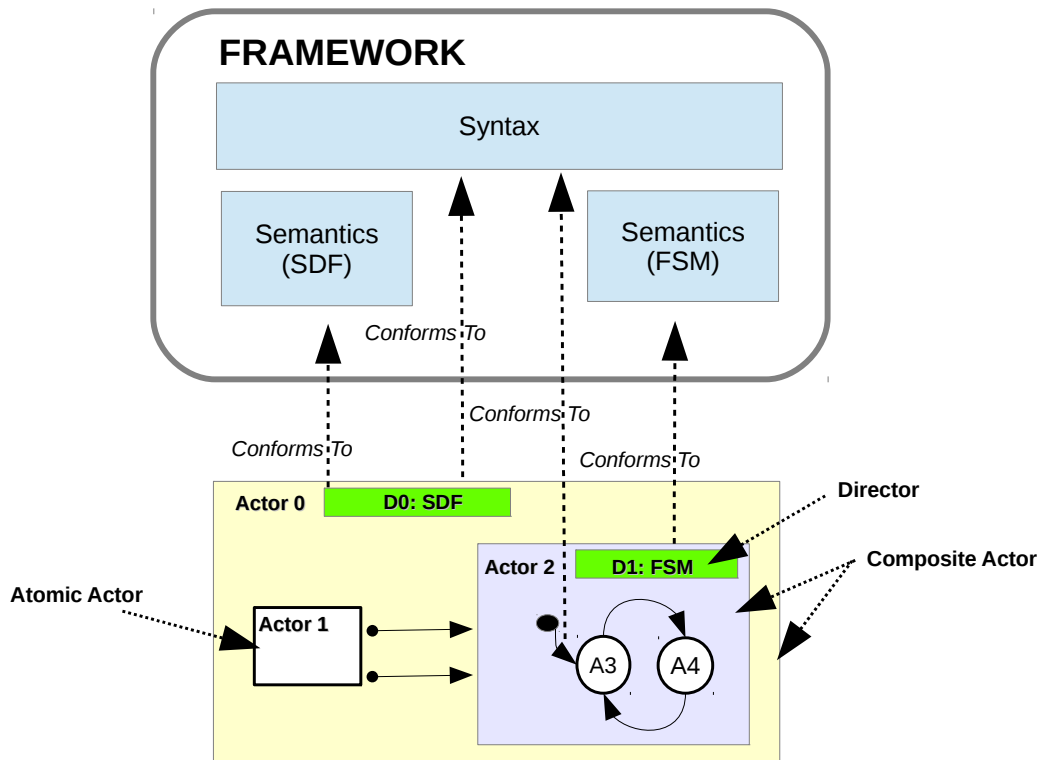 FRAMEWORK
Syntax
Semantics
(SDF)
Semantics
(FSM)
Conforms To
Conforms To
Conforms To
Conforms To
Actor 0
D0: SDF
Director
Actor 2
D1: FSM
Composite Actor
Atomic Actor
Actor 1
A3
A4